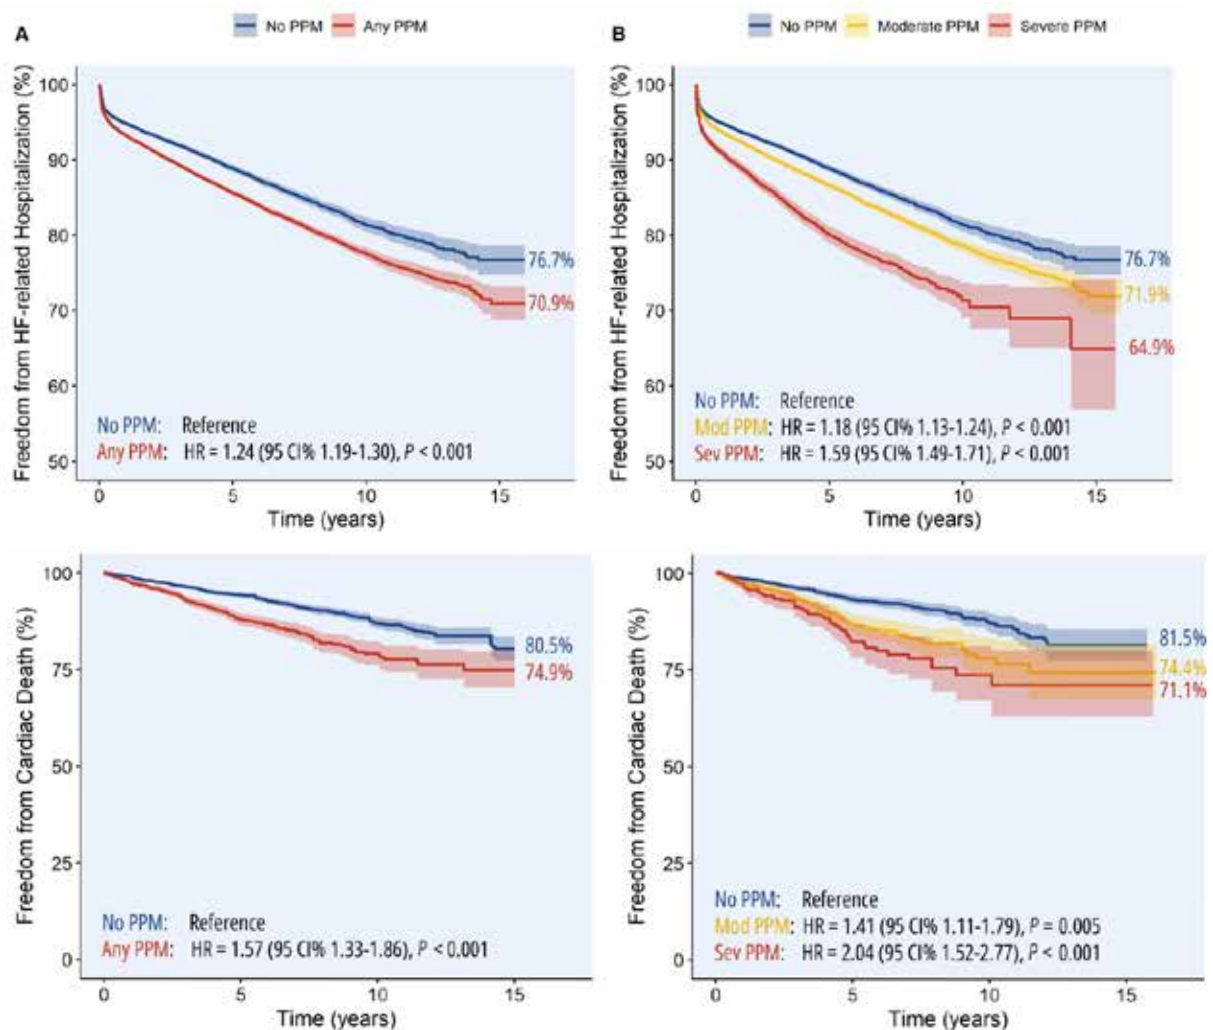 A
No PPM
Any PPM
Freedom from HF-related Hospitalization (%)
100
90
80
70
60
50
76.7%
70.9%
No PPM: Reference
Any PPM: HR = 1.24 (95 CI% 1.19-1.30), P < 0.001
0
5
10
15
Time (years)
B
No PPM
Moderate PPM
Severe PPM
Freedom from HF-related Hospitalization (%)
100
90
80
70
60
50
76.7%
71.9%
64.9%
No PPM: Reference
Mod PPM: HR = 1.18 (95 CI% 1.13-1.24), P < 0.001
Sev PPM: HR = 1.59 (95 CI% 1.49-1.71), P < 0.001
0
5
10
15
Time (years)
Freedom from Cardiac Death (%)
100
75
50
25
0
80.5%
74.9%
No PPM: Reference
Any PPM: HR = 1.57 (95 CI% 1.33-1.86), P < 0.001
0
5
10
15
Time (years)
Freedom from Cardiac Death (%)
100
75
50
25
0
81.5%
74.4%
71.1%
No PPM: Reference
Mod PPM: HR = 1.41 (95 CI% 1.11-1.79), P = 0.005
Sev PPM: HR = 2.04 (95 CI% 1.52-2.77), P < 0.001
0
5
10
15
Time (years)